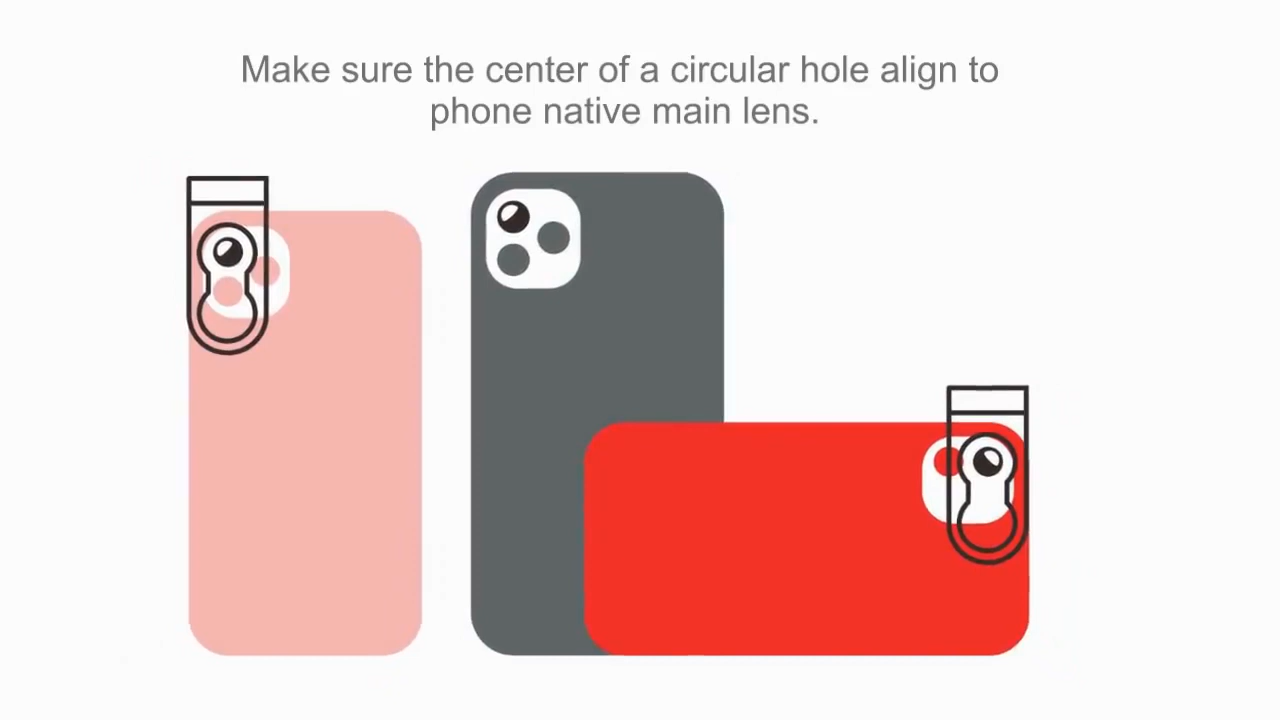 Make sure the center of a circular hole align to
phone native main lens.